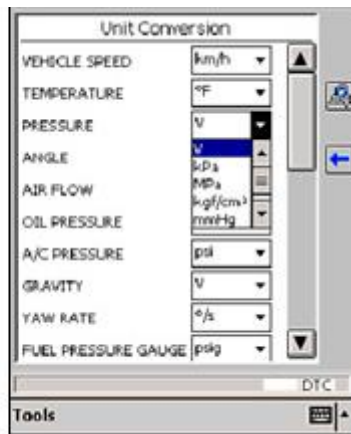 Unit Conversion
VEHICLE SPEED km/h
TEMPERATURE °F
PRESSURE V
ANGLE V
kPa
AIR FLOW MPa
kgf/cm²
OIL PRESSURE mmHg
A/C PRESSURE psi
GRAVITY V
YAW RATE °/s
FUEL PRESSURE GAUGE psig
DTC
Tools